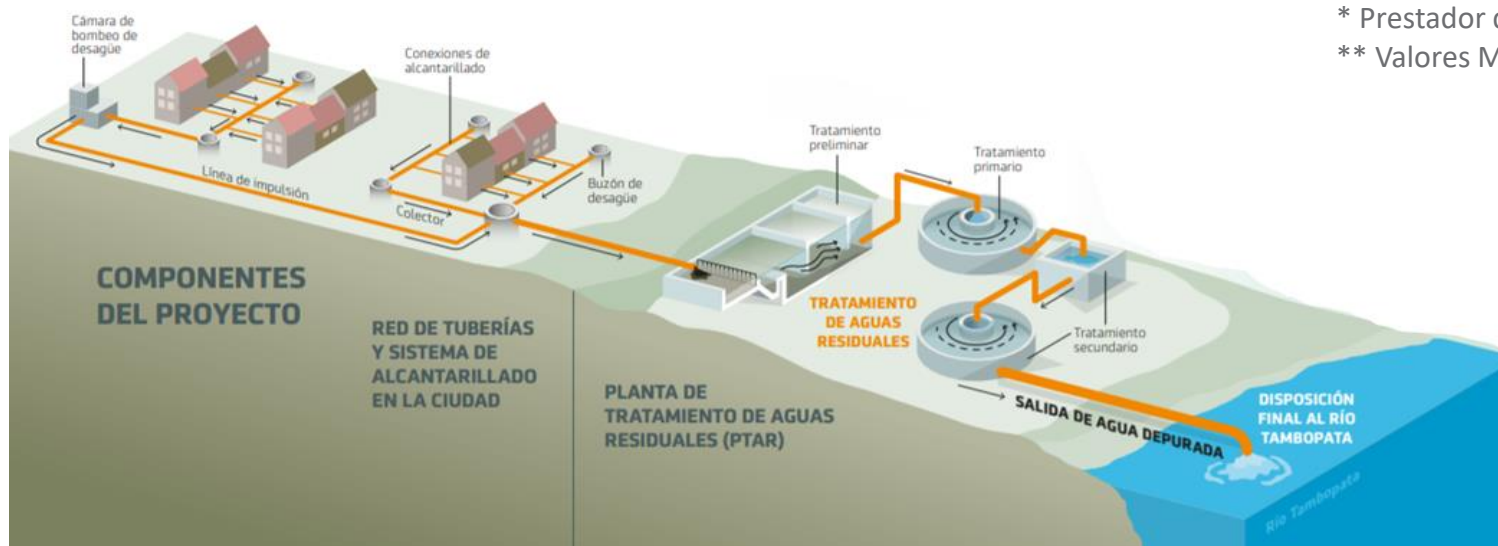 * Prestador
** Valores
Cámara de
bombeo de
desagüe
Conexiones de
alcantarillado
Línea de impulsión
Colector
Buzón de
desagüe
Tratamiento
preliminar
Tratamiento
primario
COMPONENTES
DEL PROYECTO
RED DE TUBERÍAS
Y SISTEMA DE
ALCANTARILLADO
EN LA CIUDAD
PLANTA DE
TRATAMIENTO DE AGUAS
RESIDUALES (PTAR)
TRATAMIENTO
DE AGUAS
RESIDUALES
Tratamiento
secundario
SALIDA DE AGUA DEPURADA
DISPOSICIÓN
FINAL AL RÍO
TAMBOPATA
Río Tambopata